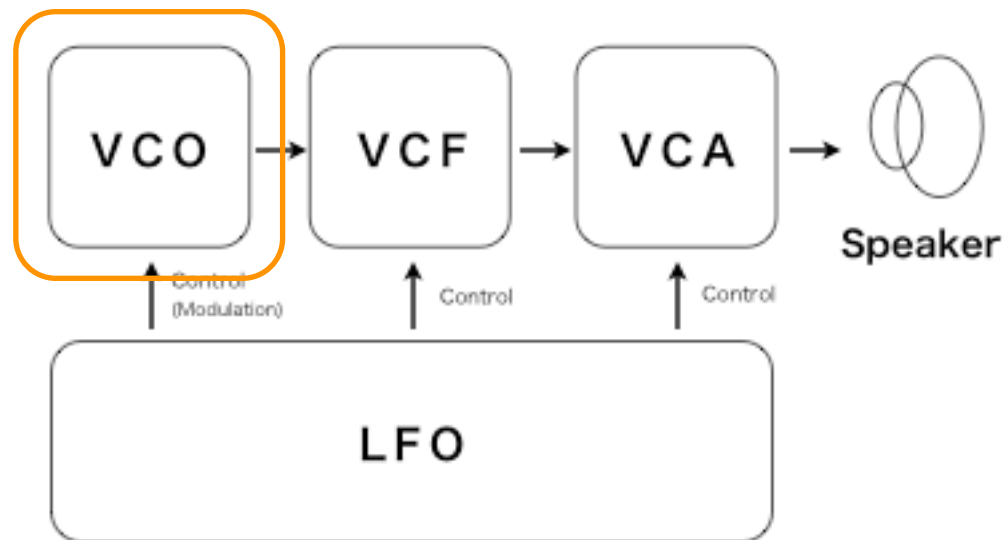 VCO
VCF
VCA
Speaker
Control
(Modulation)
Control
Control
LFO